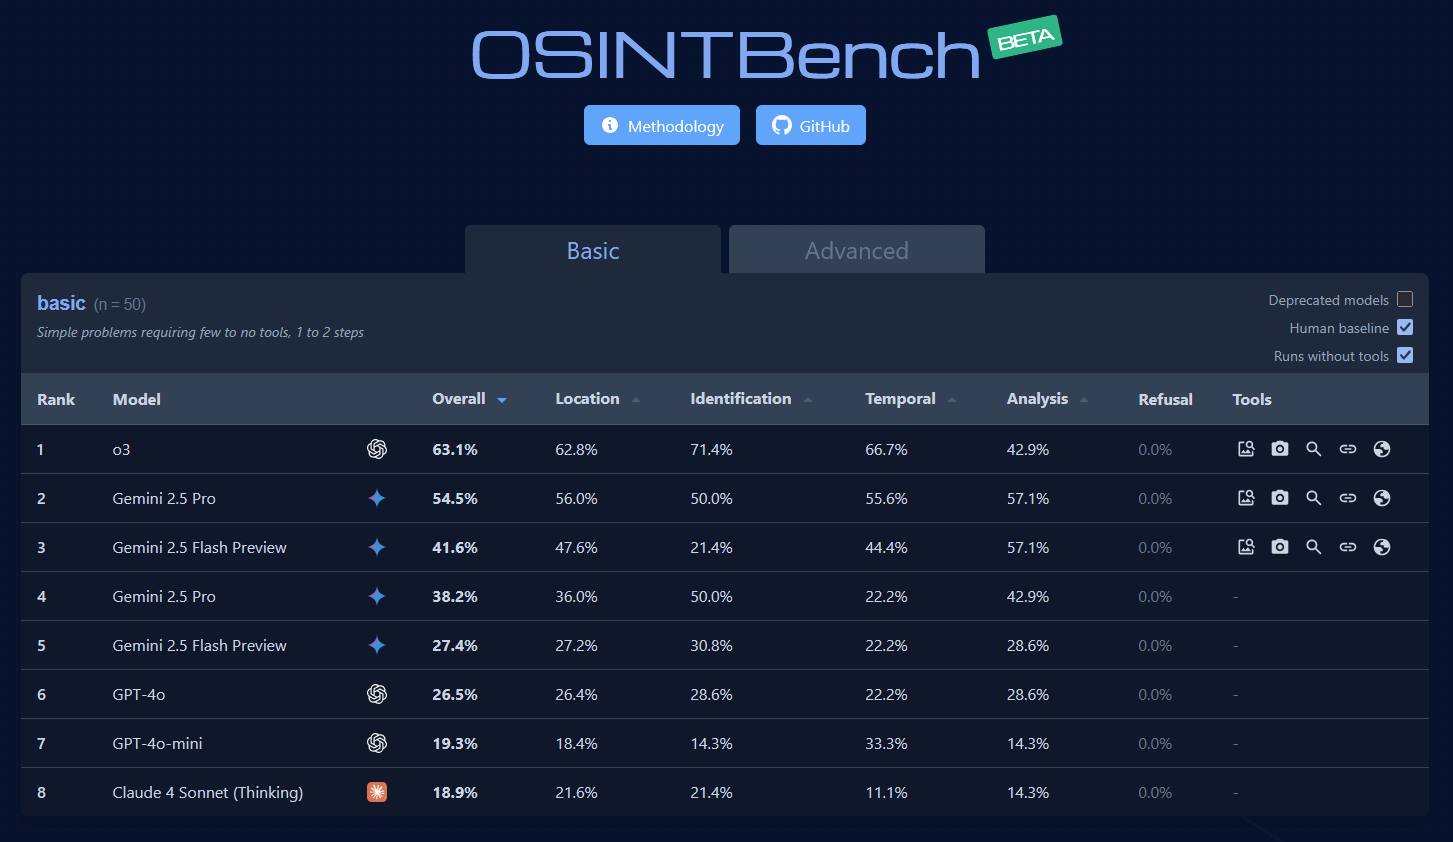 OSINTBench BETA
Methodology GitHub
Basic Advanced
basic (n = 50)
Simple problems requiring few to no tools, 1 to 2 steps
Deprecated models
Human baseline
Runs without tools
Rank Model Overall Location Identification Temporal Analysis Refusal Tools
1 o3 63.1% 62.8% 71.4% 66.7% 42.9% 0.0%
2 Gemini 2.5 Pro 54.5% 56.0% 50.0% 55.6% 57.1% 0.0%
3 Gemini 2.5 Flash Preview 41.6% 47.6% 21.4% 44.4% 57.1% 0.0%
4 Gemini 2.5 Pro 38.2% 36.0% 50.0% 22.2% 42.9% 0.0% -
5 Gemini 2.5 Flash Preview 27.4% 27.2% 30.8% 22.2% 28.6% 0.0% -
6 GPT-4o 26.5% 26.4% 28.6% 22.2% 28.6% 0.0% -
7 GPT-4o-mini 19.3% 18.4% 14.3% 33.3% 14.3% 0.0% -
8 Claude 4 Sonnet (Thinking) 18.9% 21.6% 21.4% 11.1% 14.3% 0.0% -